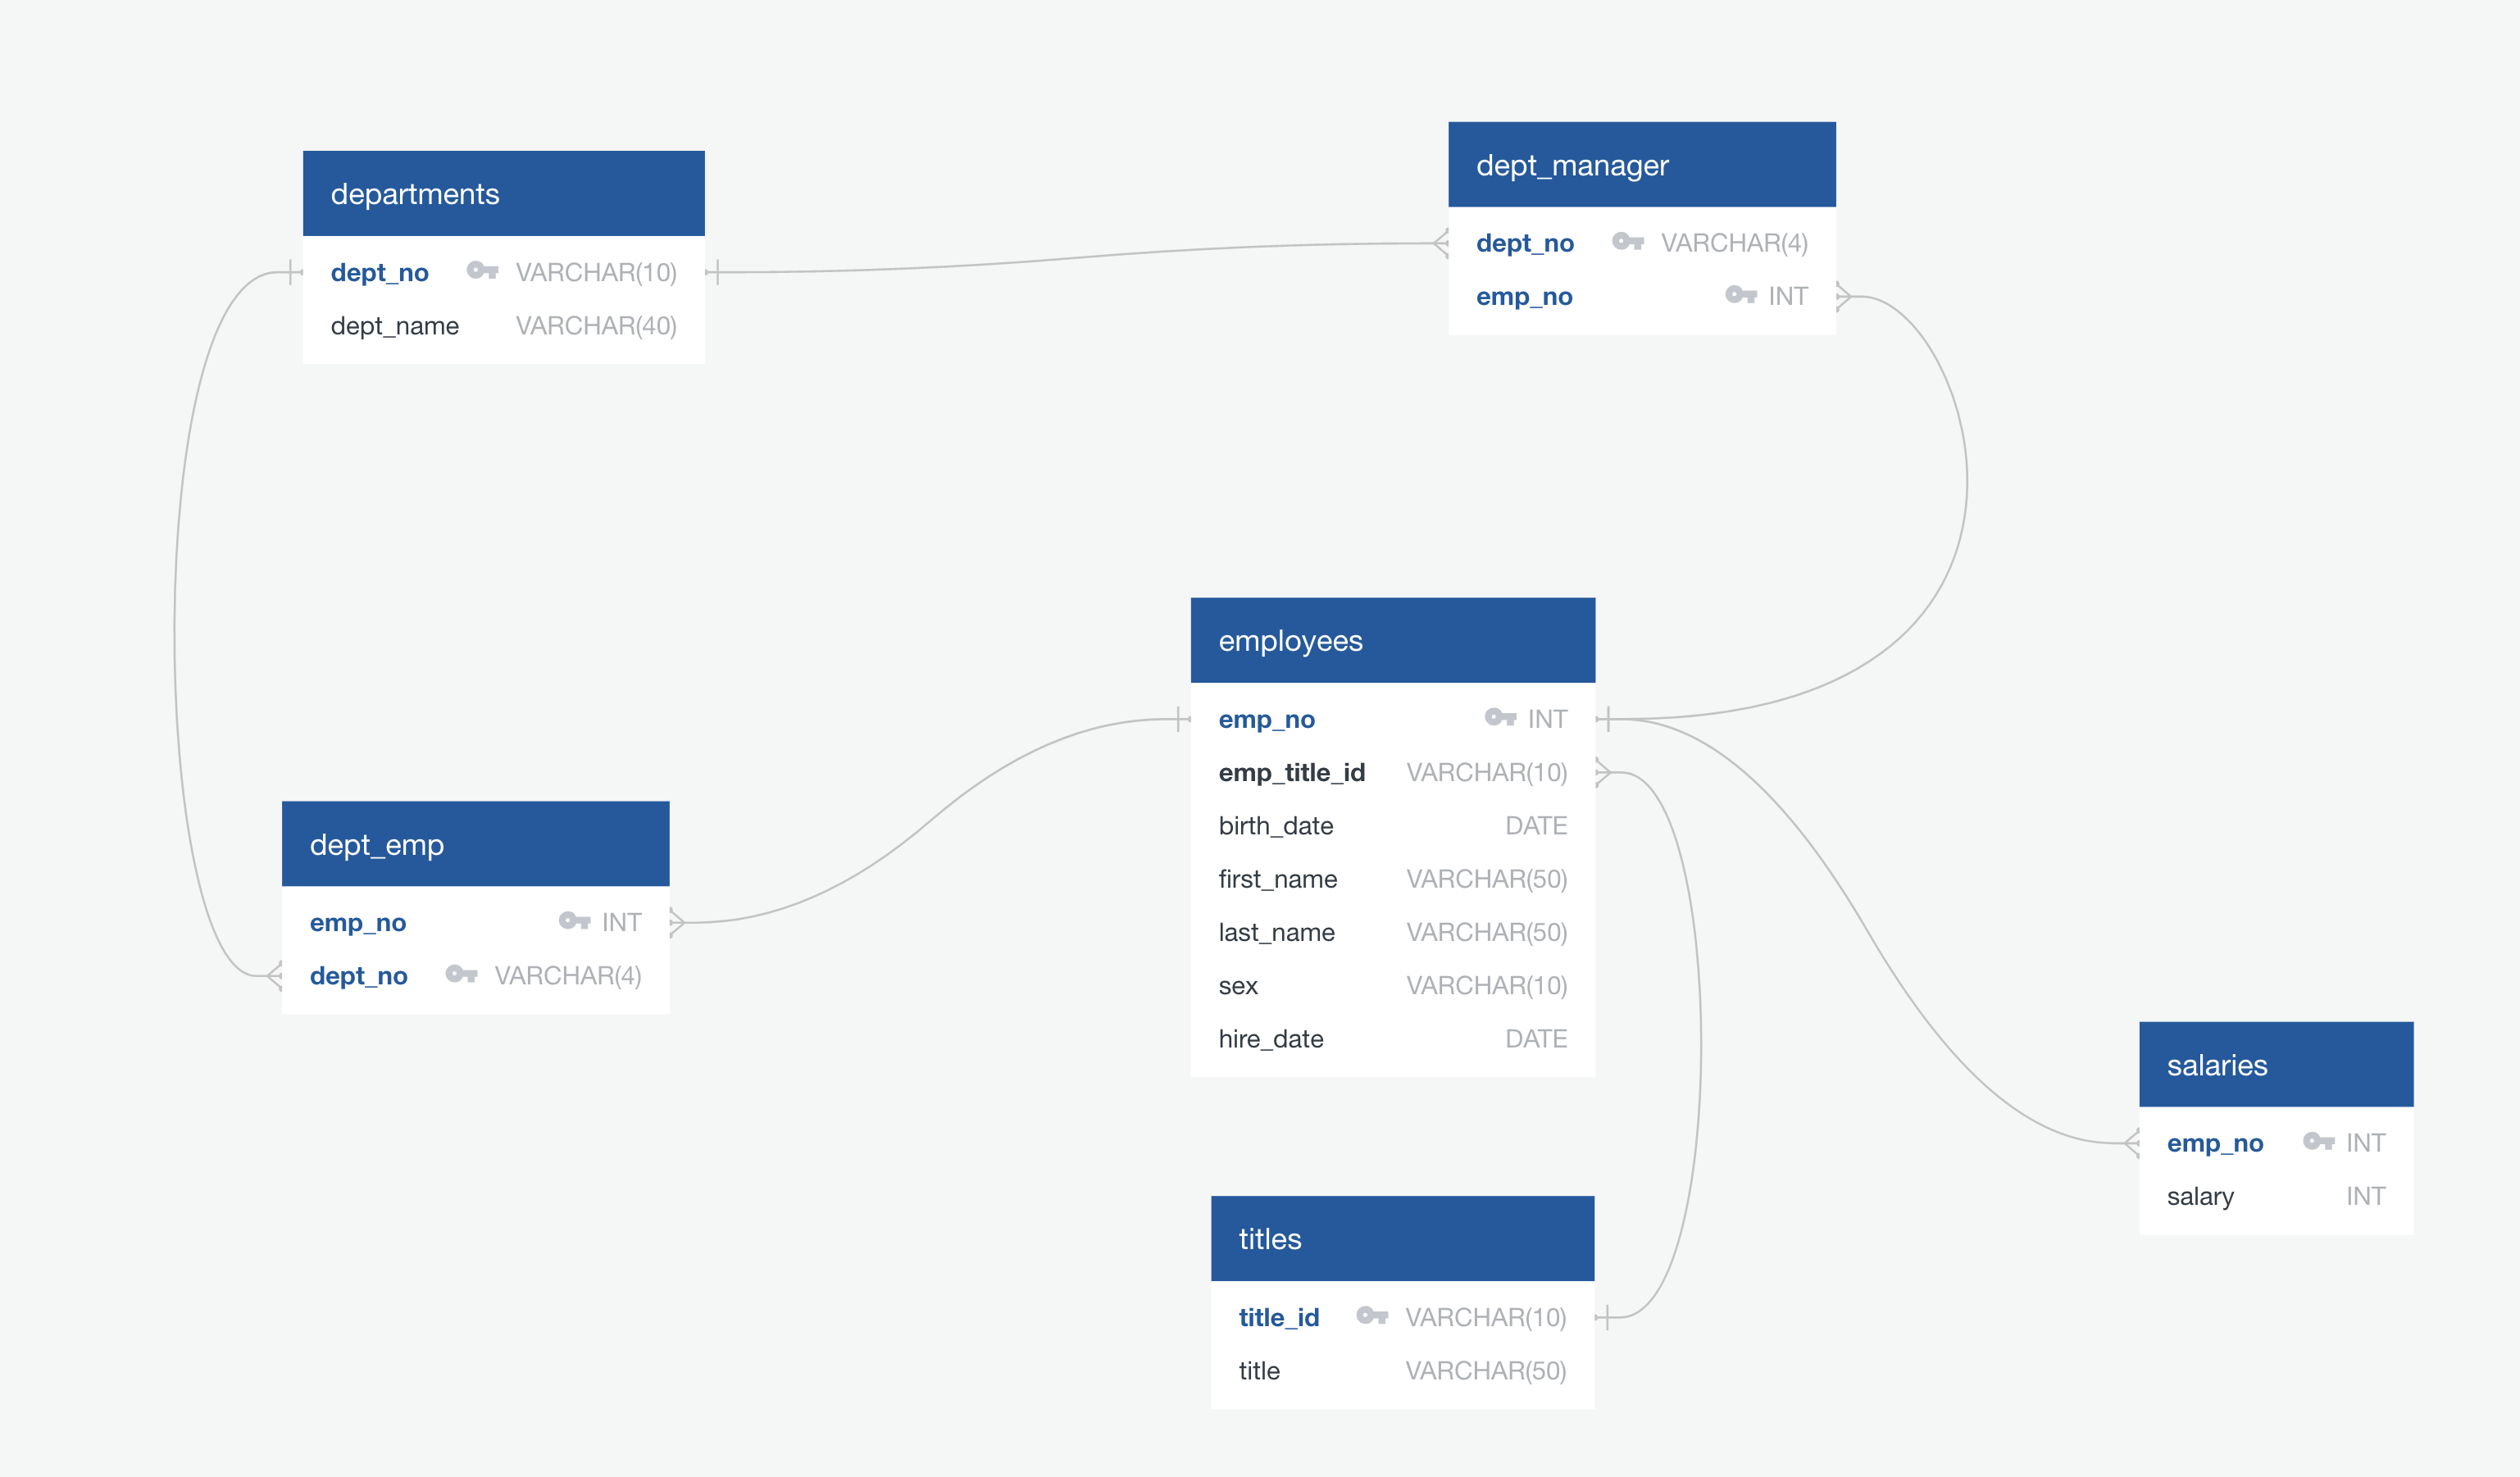 departments
dept_no VARCHAR(10)
dept_name VARCHAR(40)
dept_manager
dept_no VARCHAR(4)
emp_no INT
employees
emp_no INT
emp_title_id VARCHAR(10)
birth_date DATE
first_name VARCHAR(50)
last_name VARCHAR(50)
sex VARCHAR(10)
hire_date DATE
dept_emp
emp_no INT
dept_no VARCHAR(4)
salaries
emp_no INT
salary INT
titles
title_id VARCHAR(10)
title VARCHAR(50)